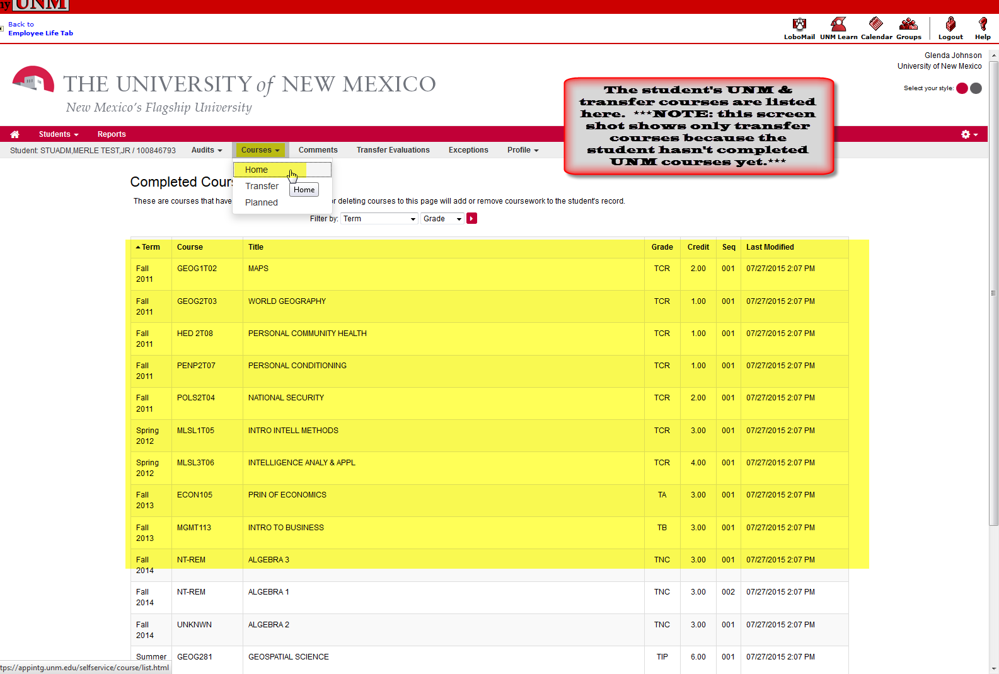 my UNM
Back to
Employee Life Tab
LoboMail UNM Learn Calendar Groups Logout Help
Glenda Johnson
University of New Mexico
Select your style:
THE UNIVERSITY of NEW MEXICO
New Mexico's Flagship University
The student's UNM &
transfer courses are listed
here. ***NOTE: this screen
shot shows only transfer
courses because the
student hasn't completed
UNM courses yet.***
Students Reports
Student: STUADM,MERLE TEST,JR / 100846793 Audits Courses Comments Transfer Evaluations Exceptions Profile
Home
Transfer
Planned
Home
Completed Cour
These are courses that have r deleting courses to this page will add or remove coursework to the student's record.
Filter by: Term Grade
Term Course Title Grade Credit Seq Last Modified
Fall 2011 GEOG1T02 MAPS TCR 2.00 001 07/27/2015 2:07 PM
Fall 2011 GEOG2T03 WORLD GEOGRAPHY TCR 1.00 001 07/27/2015 2:07 PM
Fall 2011 HED 2T08 PERSONAL COMMUNITY HEALTH TCR 1.00 001 07/27/2015 2:07 PM
Fall 2011 PENP2T07 PERSONAL CONDITIONING TCR 1.00 001 07/27/2015 2:07 PM
Fall 2011 POLS2T04 NATIONAL SECURITY TCR 2.00 001 07/27/2015 2:07 PM
Spring 2012 MLSL1T05 INTRO INTELL METHODS TCR 3.00 001 07/27/2015 2:07 PM
Spring 2012 MLSL3T06 INTELLIGENCE ANALY & APPL TCR 4.00 001 07/27/2015 2:07 PM
Fall 2013 ECON105 PRIN OF ECONOMICS TA 3.00 001 07/27/2015 2:07 PM
Fall 2013 MGMT113 INTRO TO BUSINESS TB 3.00 001 07/27/2015 2:07 PM
Fall 2014 NT-REM ALGEBRA 3 TNC 3.00 001 07/27/2015 2:07 PM
Fall 2014 NT-REM ALGEBRA 1 TNC 3.00 002 07/27/2015 2:07 PM
Fall 2014 UNKNWN ALGEBRA 2 TNC 3.00 001 07/27/2015 2:07 PM
Summer GEOG281 GEOSPATIAL SCIENCE TIP 6.00 001 07/27/2015 2:07 PM
tps://appintg.unm.edu/selfservice/course/list.html